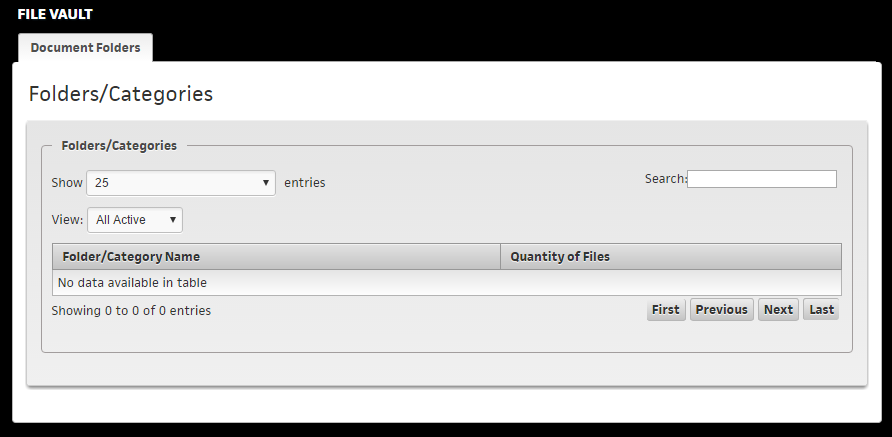 FILE VAULT
Document Folders
Folders/Categories
Folders/Categories
Show 25 entries Search:
View: All Active
Folder/Category Name Quantity of Files
No data available in table
Showing 0 to 0 of 0 entries First Previous Next Last